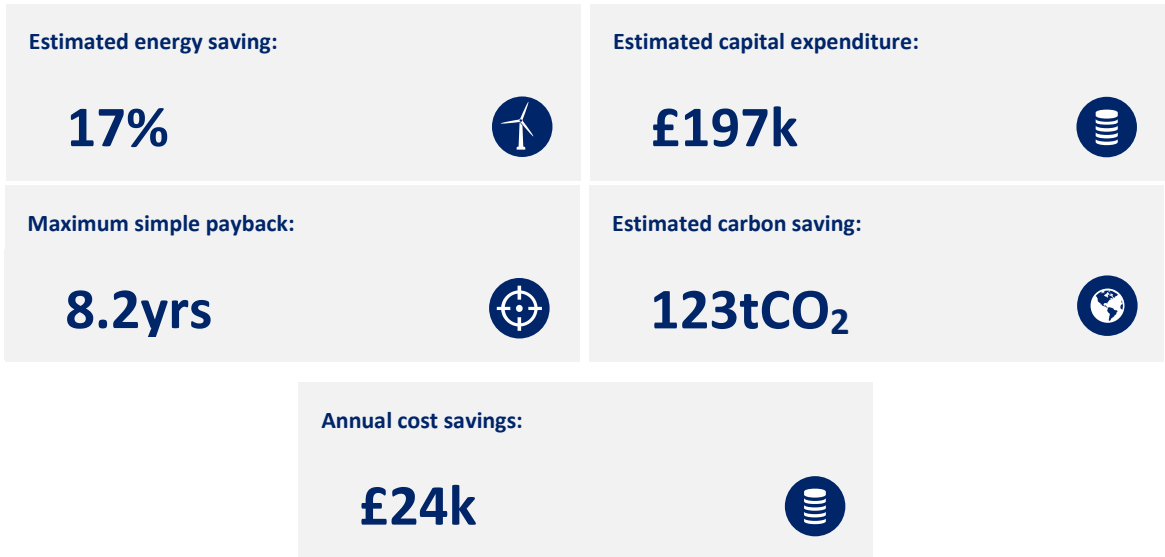 Estimated energy saving:
17%
Estimated capital expenditure:
£197k
Maximum simple payback:
8.2yrs
Estimated carbon saving:
123tCO₂
Annual cost savings:
£24k